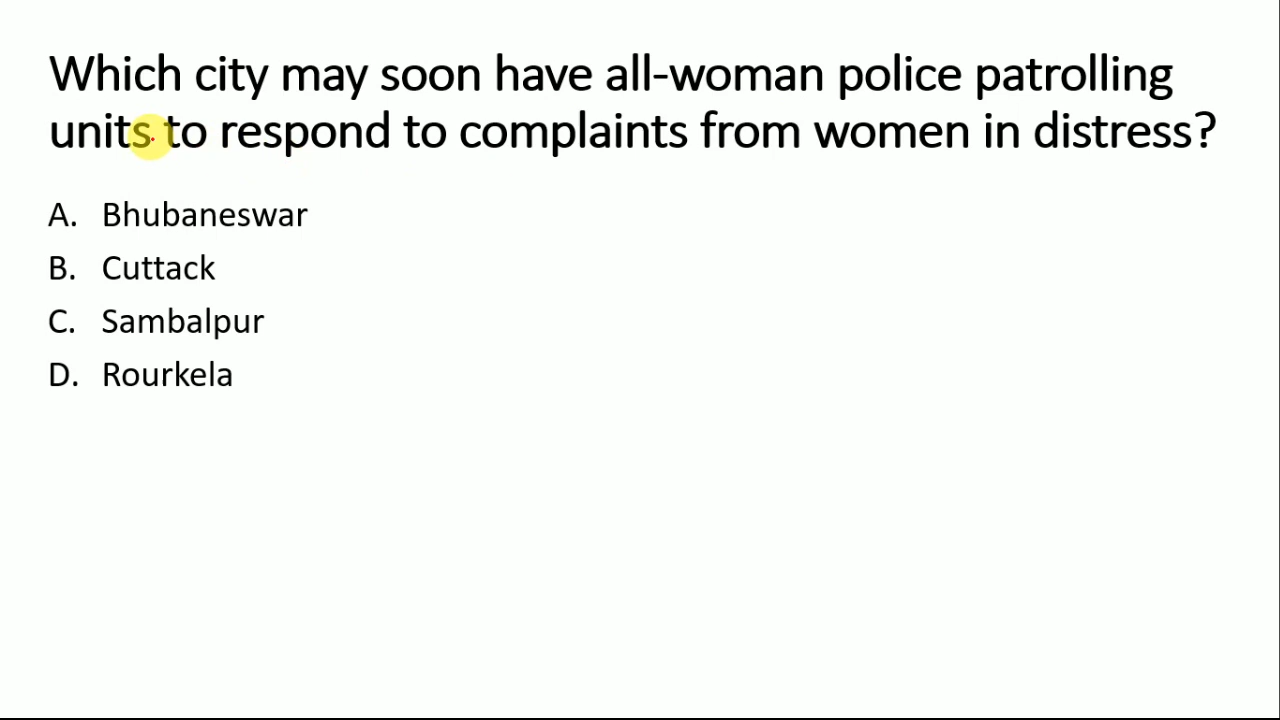 Which city may soon have all-woman police patrolling
units to respond to complaints from women in distress?
A. Bhubaneswar
B. Cuttack
C. Sambalpur
D. Rourkela